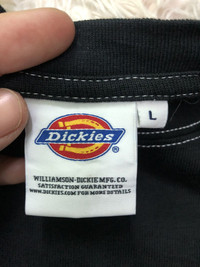 Dickies
®
L
WILLIAMSON-DICKIE MFG. CO.
SATISFACTION GUARANTEED
WWW.DICKIES.COM FOR MORE DETAILS